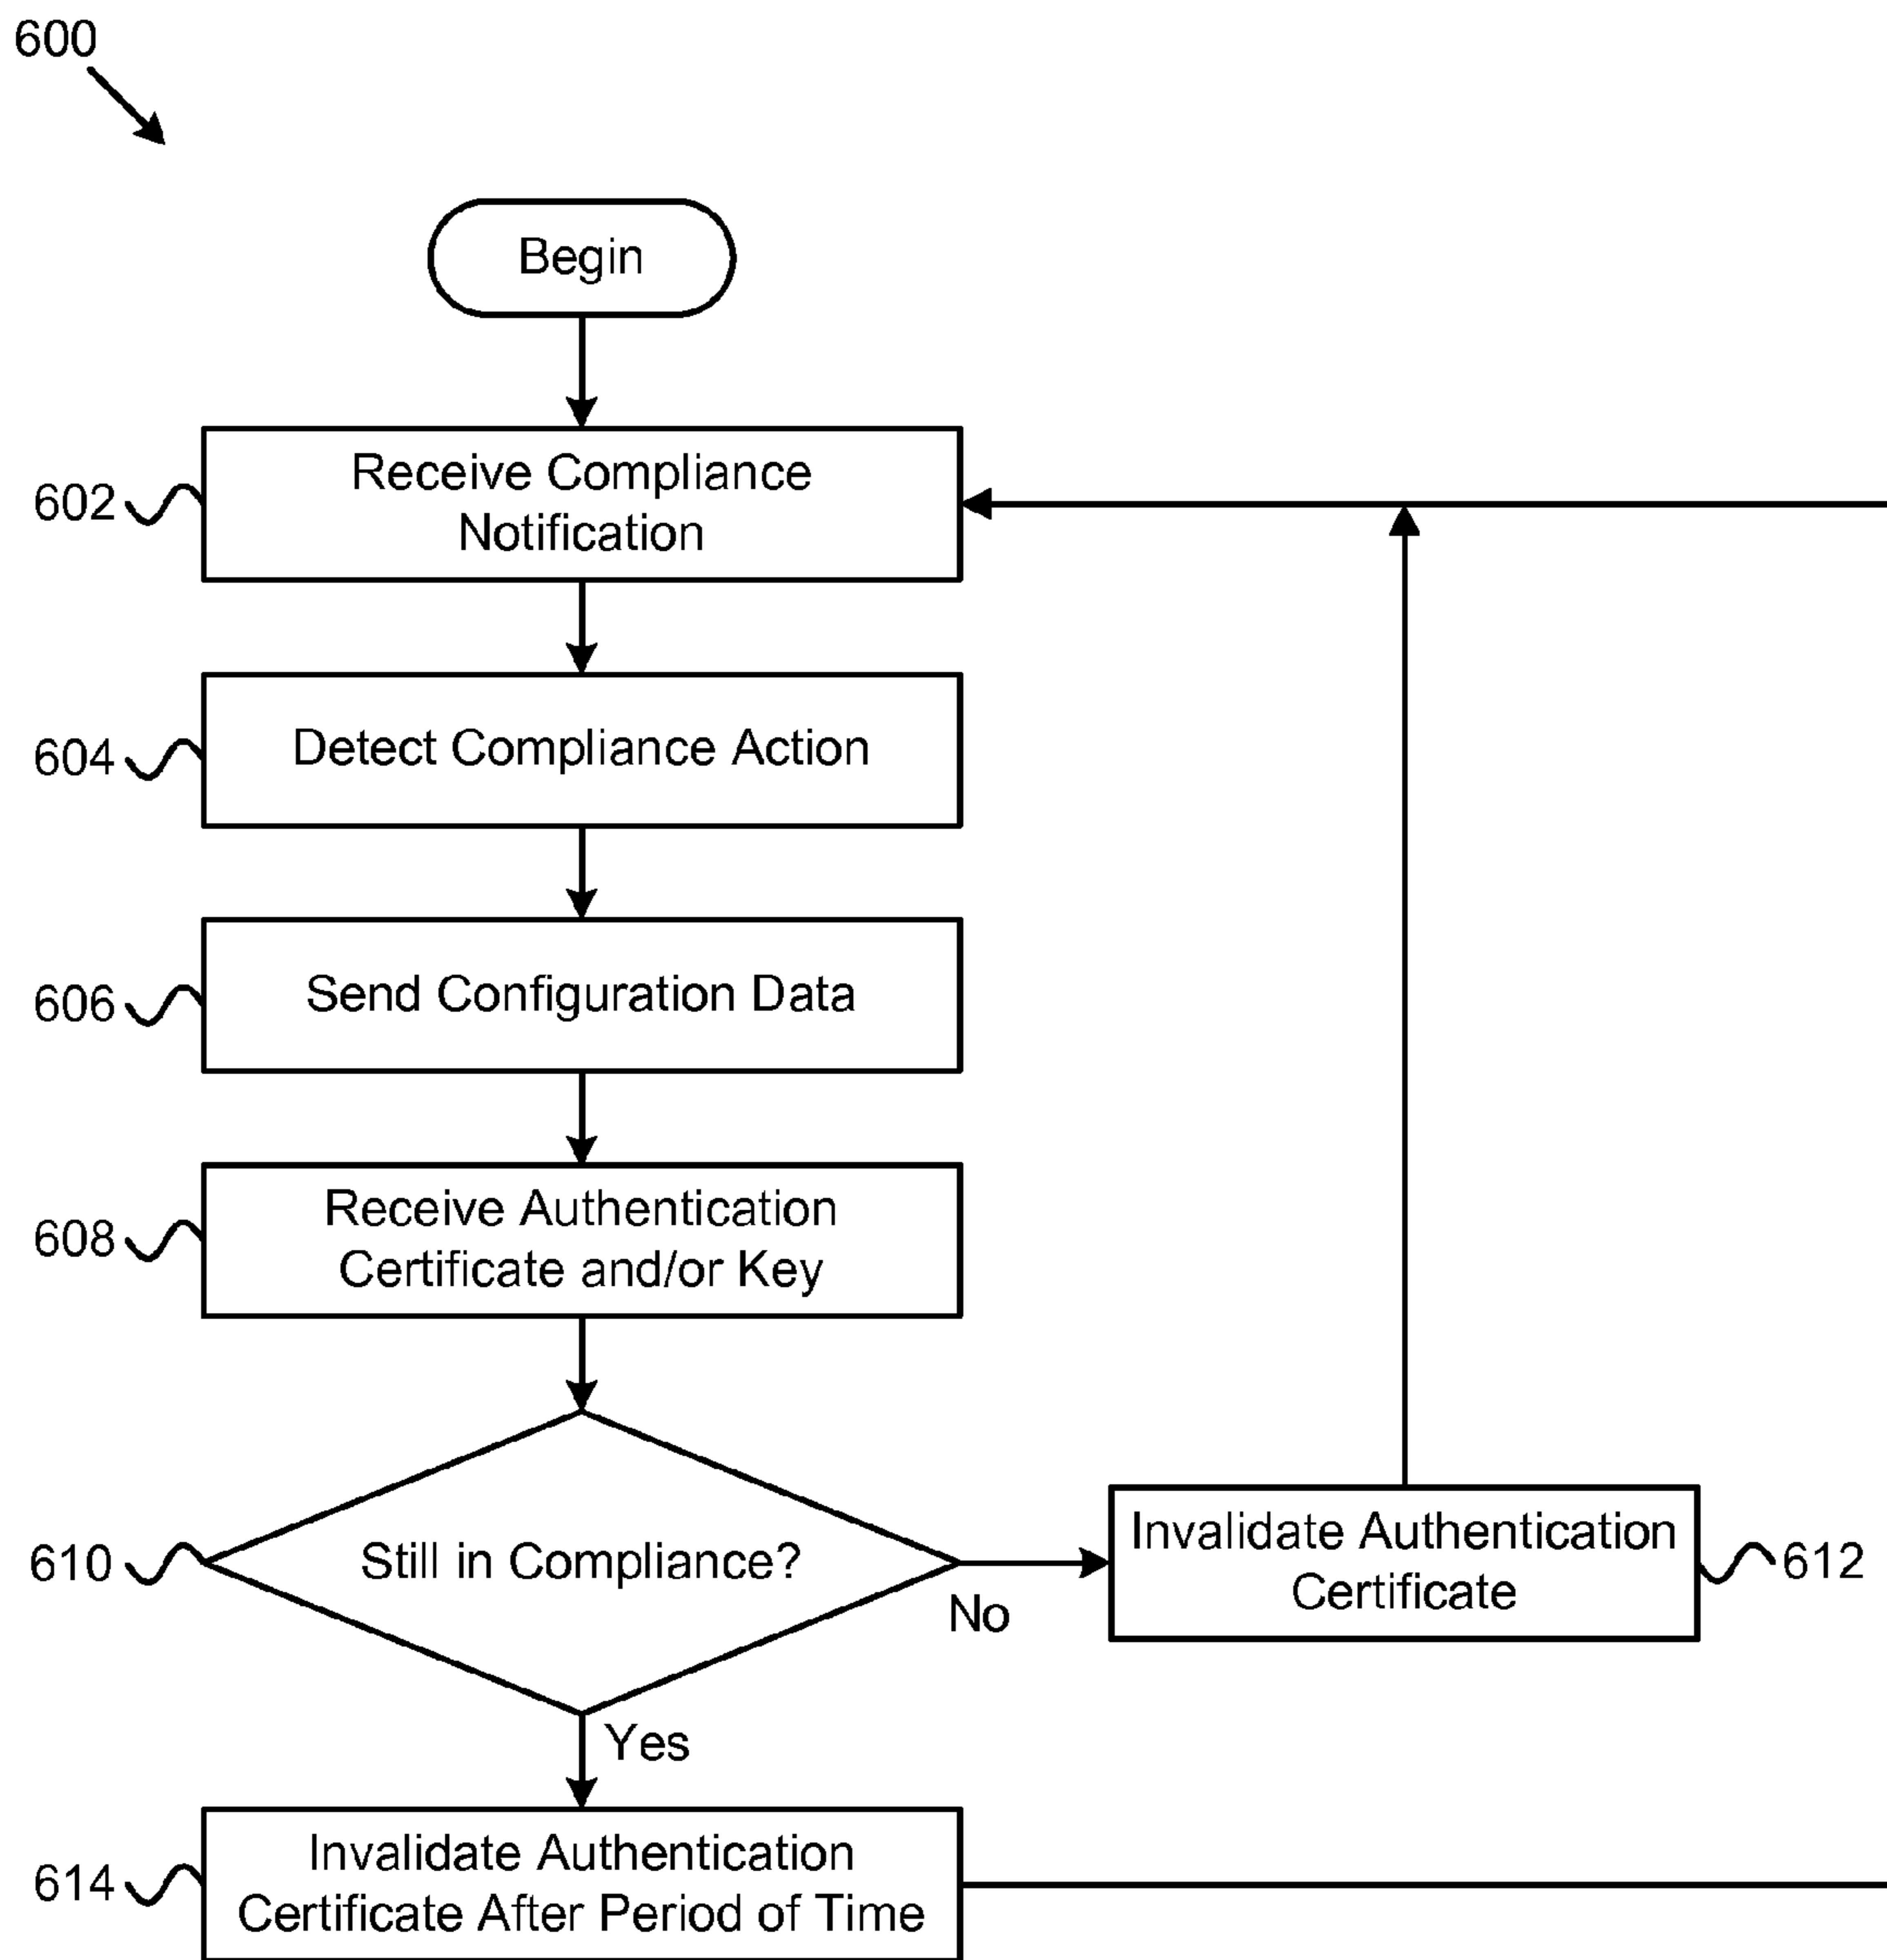 600
Begin
602
Receive Compliance
Notification
604
Detect Compliance Action
606
Send Configuration Data
608
Receive Authentication
Certificate and/or Key
610
Still in Compliance?
No
Invalidate Authentication
Certificate
612
Yes
614
Invalidate Authentication
Certificate After Period of Time